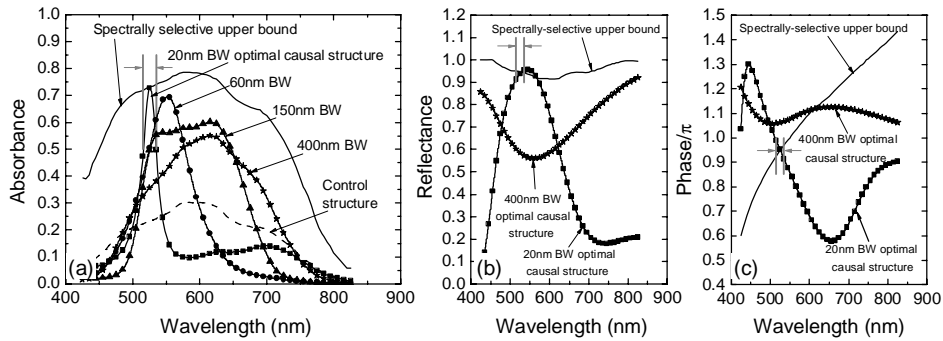 Spectrally selective upper bound
20nm BW optimal causal structure
60nm BW
150nm BW
400nm BW
Control
structure
(a)
Absorbance
1.0
0.9
0.8
0.7
0.6
0.5
0.4
0.3
0.2
0.1
0.0
400 500 600 700 800 900
Wavelength (nm)
Spectrally-selective upper bound
400nm BW
optimal causal
structure
20nm BW optimal
causal structure
(b)
Reflectance
1.2
1.1
1.0
0.9
0.8
0.7
0.6
0.5
0.4
0.3
0.2
0.1
0.0
400 500 600 700 800 900
Wavelength (nm)
Spectrally-selective
upper bound
400nm BW optimal
causal structure
20nm BW optimal
causal structure
(c)
Phase/π
1.5
1.4
1.3
1.2
1.1
1.0
0.9
0.8
0.7
0.6
0.5
0.4
400 500 600 700 800 900
Wavelength (nm)